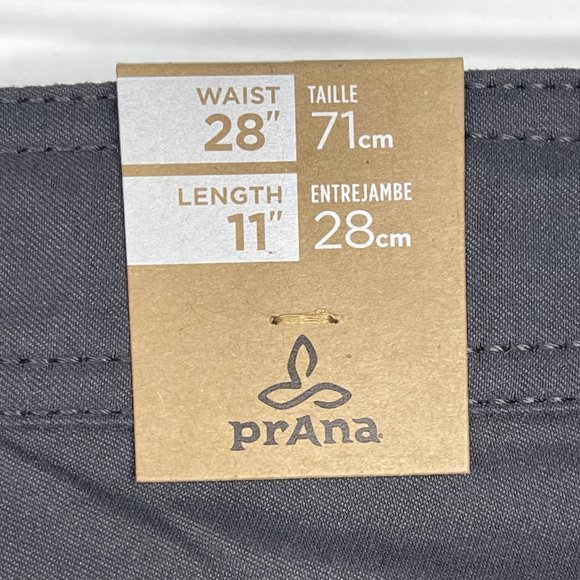 WAIST TAILLE
28" 71cm
LENGTH ENTREJAMBE
11" 28cm
prAna